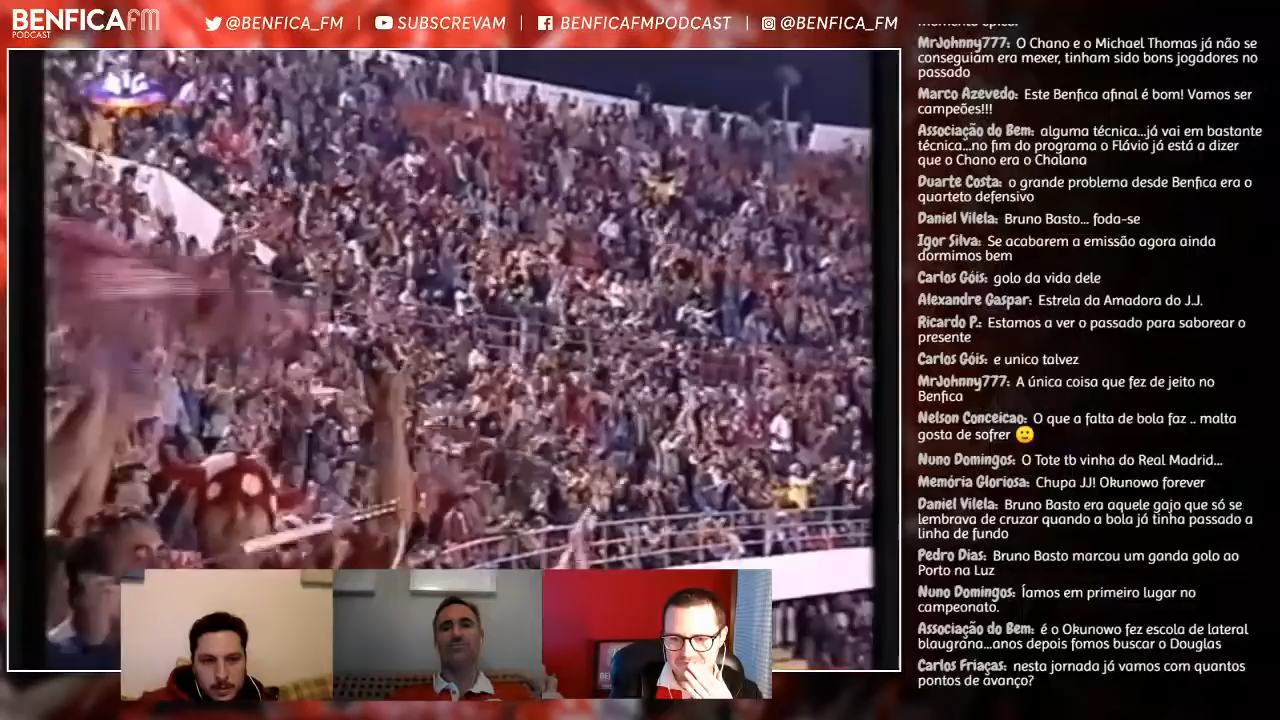 BENFICA FM
PODCAST
@BENFICA_FM | SUBSCREVAM | BENFICAFMPODCAST | @BENFICA_FM
SIC
MrJohnny777: O Chano e o Michael Thomas já não se
conseguiam era mexer, tinham sido bons jogadores no
passado
Marco Azevedo: Este Benfica afinal é bom! Vamos ser
campeões!!!
Associação do Bem: alguma técnica...já vai em bastante
técnica...no fim do programa o Flávio já está a dizer
que o Chano era o Chalana
Duarte Costa: o grande problema desde Benfica era o
quarteto defensivo
Daniel Vilela: Bruno Basto... foda-se
Igor Silva: Se acabarem a emissão agora ainda
dormimos bem
Carlos Góis: golo da vida dele
Alexandre Gaspar: Estrela da Amadora do J.J.
Ricardo P.: Estamos a ver o passado para saborear o
presente
Carlos Góis: e unico talvez
MrJohnny777: A única coisa que fez de jeito no
Benfica
Nelson Conceicao: O que a falta de bola faz .. malta
gosta de sofrer 🙂
Nuno Domingos: O Tote tb vinha do Real Madrid...
Memória Gloriosa: Chupa JJ! Okunowo forever
Daniel Vilela: Bruno Basto era aquele gajo que só se
lembrava de cruzar quando a bola já tinha passado a
linha de fundo
Pedro Dias: Bruno Basto marcou um ganda golo ao
Porto na Luz
Nuno Domingos: Íamos em primeiro lugar no
campeonato.
Associação do Bem: é o Okunowo fez escola de lateral
blaugrana...anos depois fomos buscar o Douglas
Carlos Friaças: nesta jornada já vamos com quantos
pontos de avanço?